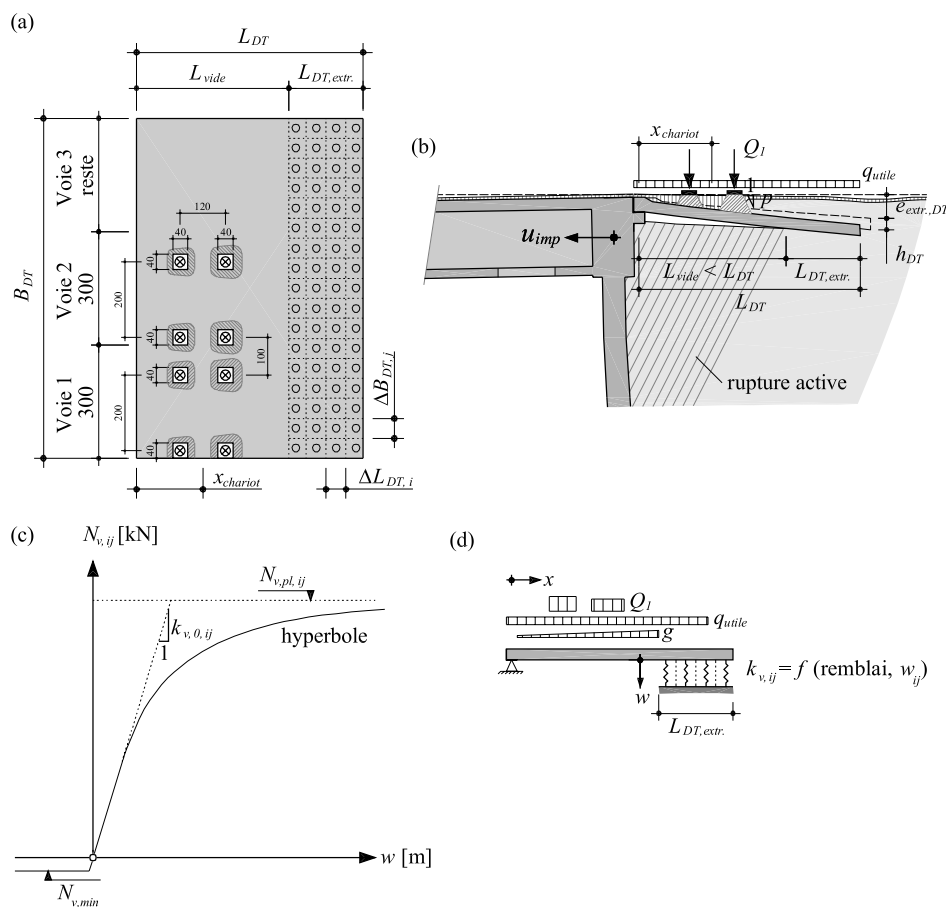 (a)
L_DT
L_vide
L_DT,extr.
B_DT
Voie 3
reste
Voie 2
300
Voie 1
300
120
40
40
40
200
40
40
100
200
40
ΔB_DT,j
x_chariot
ΔL_DT,i
(b)
x_chariot
Q_1
q_utile
1
p
e_extr.,DT
u_imp
h_DT
L_vide < L_DT
L_DT,extr.
L_DT
rupture active
(c)
N_v,ij [kN]
N_v,pl,ij
k_v,0,ij
1
hyperbole
w [m]
N_v,min
(d)
x
Q_1
q_utile
g
w
k_v,ij = f (remblai, w_ij)
L_DT,extr.